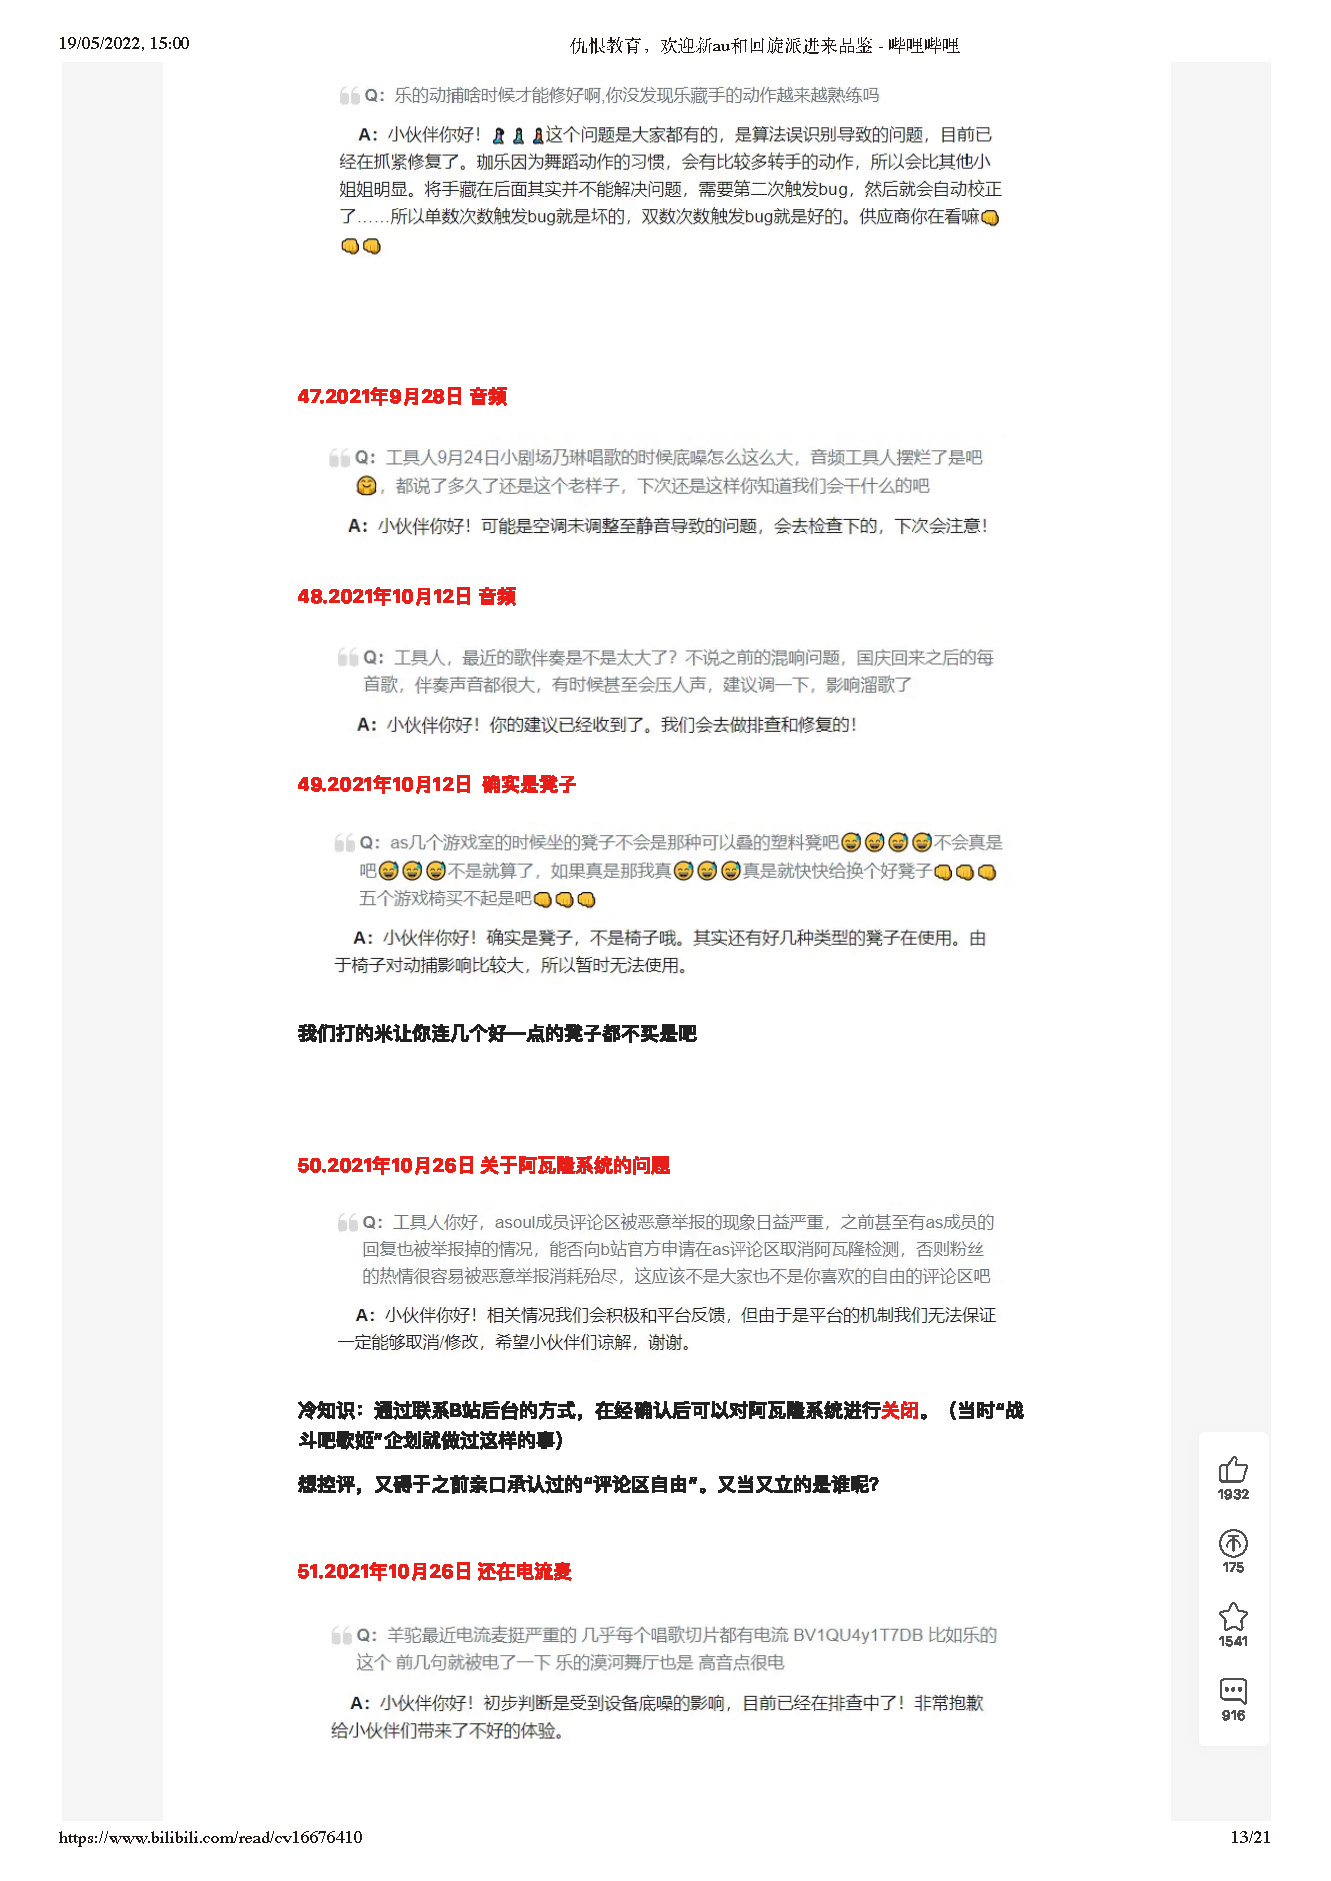 19/05/2022, 15:00
仇恨教育，欢迎新au和回旋派进来品鉴 - 哔哩哔哩
Q：乐的动捕啥时候才能修好啊,你没发现乐藏手的动作越来越熟练吗
A：小伙伴你好！这个问题是大家都有的，是算法误识别导致的问题，目前已
经在抓紧修复了。珈乐因为舞蹈动作的习惯，会有比较多转手的动作，所以会比其他小
姐姐明显。将手藏在后面其实并不能解决问题，需要第二次触发bug，然后就会自动校正
了……所以单数次数触发bug就是坏的，双数次数触发bug就是好的。供应商你在看嘛👊
👊👊
47.2021年9月28日 音频
Q：工具人9月24日小剧场乃琳唱歌的时候底噪怎么这么大，音频工具人摆烂了是吧
🤗，都说了多久了还是这个老样子，下次还是这样你知道我们会干什么的吧
A：小伙伴你好！可能是空调未调整至静音导致的问题，会去检查下的，下次会注意！
48.2021年10月12日 音频
Q：工具人，最近的歌伴奏是不是太大了？不说之前的混响问题，国庆回来之后的每
首歌，伴奏声音都很大，有时候甚至会压人声，建议调一下，影响溜歌了
A：小伙伴你好！你的建议已经收到了。我们会去做排查和修复的！
49.2021年10月12日 确实是凳子
Q：as几个游戏室的时候坐的凳子不会是那种可以叠的塑料凳吧😅😅😅😅不会真是
吧😅😅😅不是就算了，如果真是那我真😅😅😅真是就快快给换个好凳子👊👊👊
五个游戏椅买不起是吧👊👊👊
A：小伙伴你好！确实是凳子，不是椅子哦。其实还有好几种类型的凳子在使用。由
于椅子对动捕影响比较大，所以暂时无法使用。
我们打的米让你连几个好一点的凳子都不买是吧
50.2021年10月26日 关于阿瓦隆系统的问题
Q：工具人你好，asoul成员评论区被恶意举报的现象日益严重，之前甚至有as成员的
回复也被举报掉的情况，能否向b站官方申请在as评论区取消阿瓦隆检测，否则粉丝
的热情很容易被恶意举报消耗殆尽，这应该不是大家也不是你喜欢的自由的评论区吧
A：小伙伴你好！相关情况我们会积极和平台反馈，但由于是平台的机制我们无法保证
一定能够取消/修改，希望小伙伴们谅解，谢谢。
冷知识：通过联系B站后台的方式，在经确认后可以对阿瓦隆系统进行关闭。（当时“战
斗吧歌姬”企划就做过这样的事）
想控评，又碍于之前亲口承认过的“评论区自由”。又当又立的是谁呢？
51.2021年10月26日 还在电流麦
Q：羊驼最近电流麦挺严重的 几乎每个唱歌切片都有电流 BV1QU4y1T7DB 比如乐的
这个 前几句就被电了一下 乐的漠河舞厅也是 高音点很电
A：小伙伴你好！初步判断是受到设备底噪的影响，目前已经在排查中了！非常抱歉
给小伙伴们带来了不好的体验。
1932
175
1541
916
https://www.bilibili.com/read/cv16676410
13/21